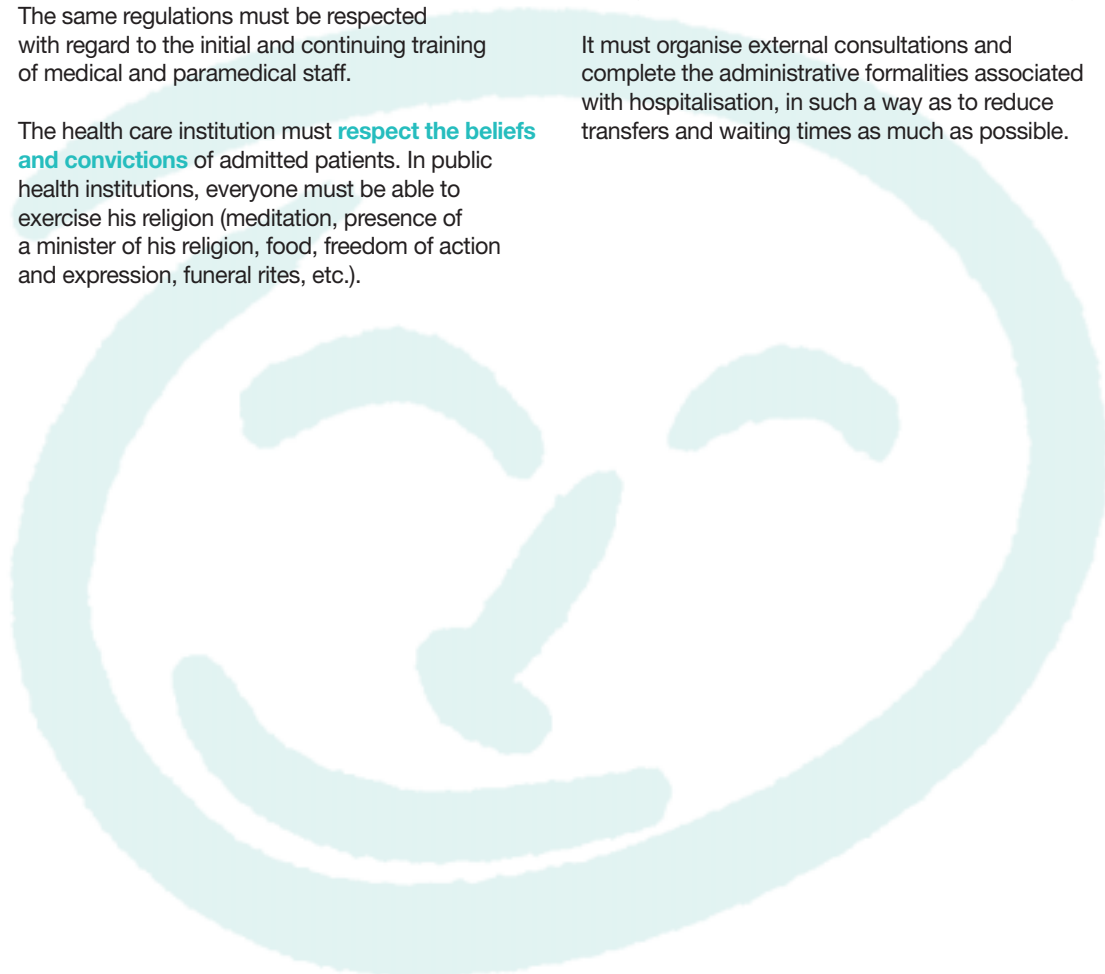 The same regulations must be respected
with regard to the initial and continuing training
of medical and paramedical staff.
The health care institution must respect the beliefs
and convictions of admitted patients. In public
health institutions, everyone must be able to
exercise his religion (meditation, presence of
a minister of his religion, food, freedom of action
and expression, funeral rites, etc.).
It must organise external consultations and
complete the administrative formalities associated
with hospitalisation, in such a way as to reduce
transfers and waiting times as much as possible.